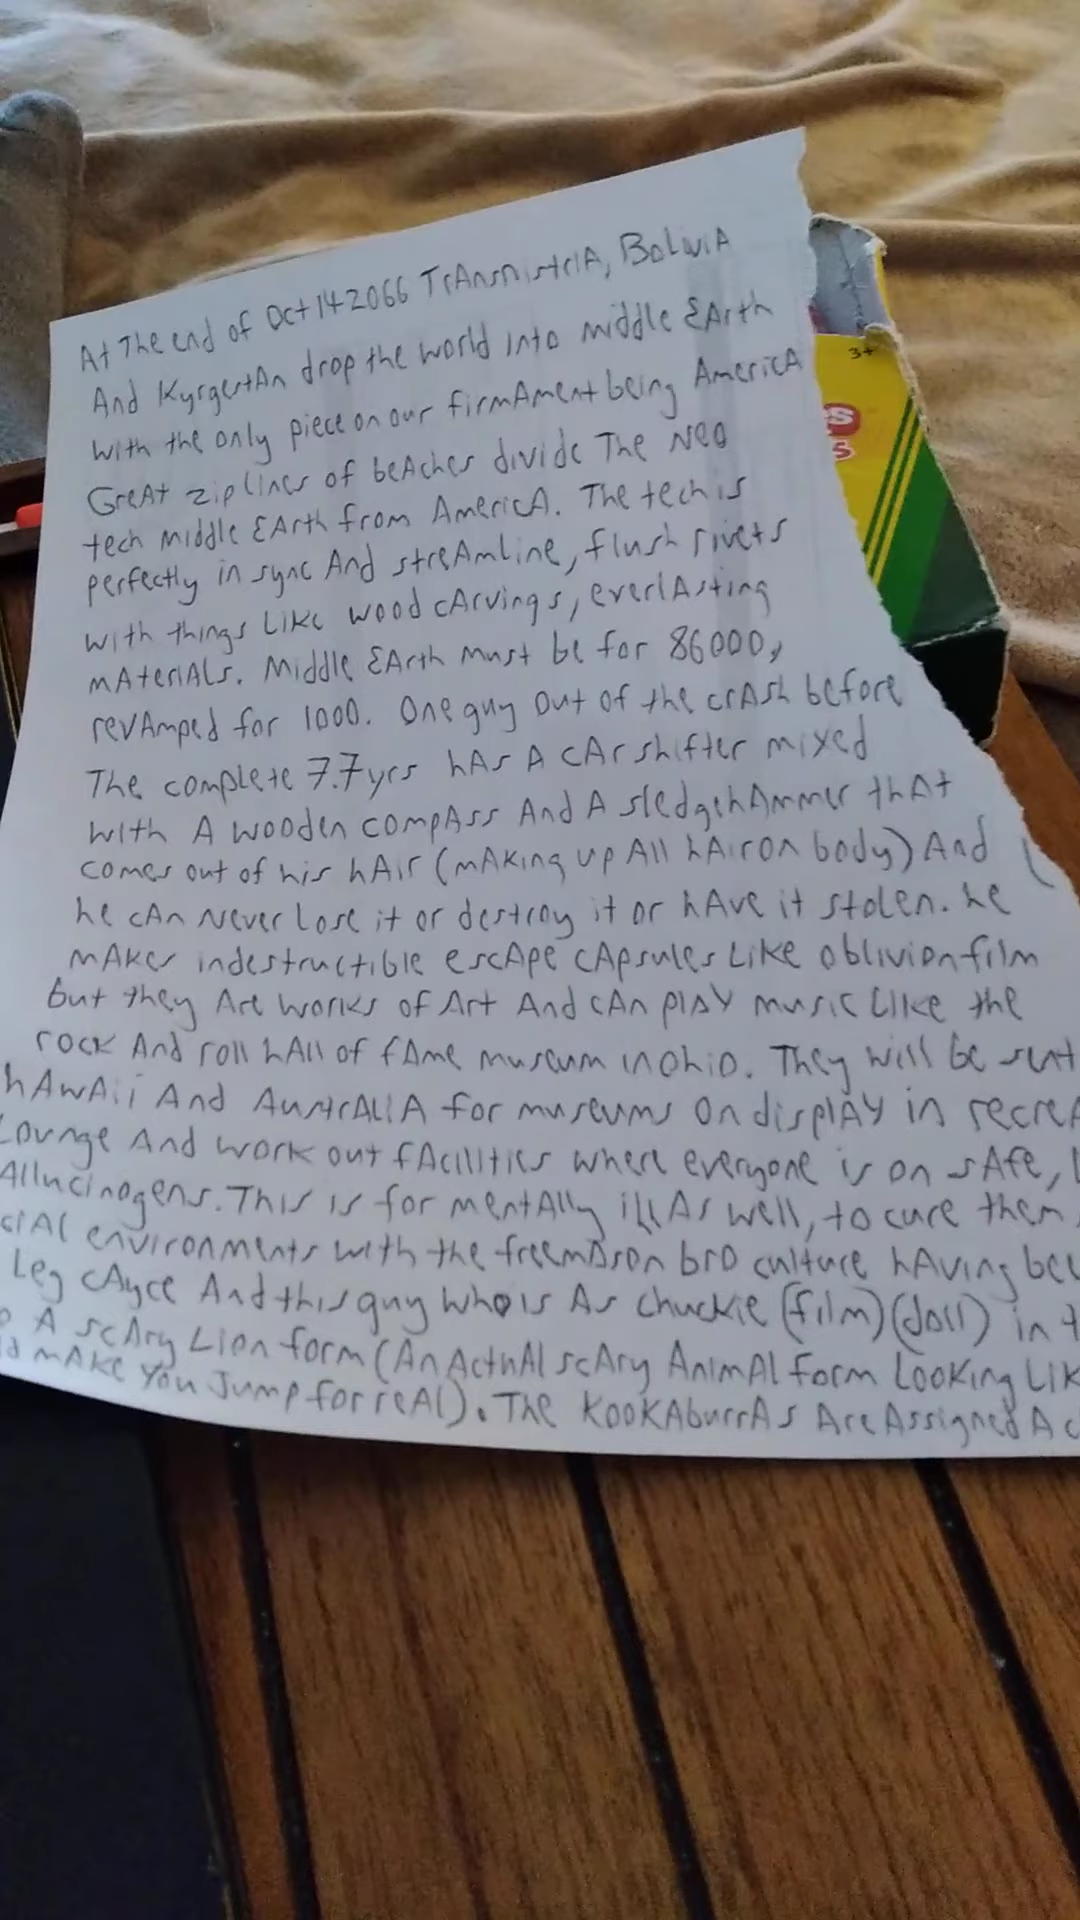 At The end of Oct 14 2066 TrAnsnistriA, BoliviA
And KyrgestAn drop the world into Middle EArth
with the only piece on our firmAment being AmericA
GreAt zip lines of beAches divide The Neo
tech Middle EArth from AmericA. The tech is
perfectly in sync And streAmline, flush rivets
with things Like wood cArvings, everlAsting
mAteriAls. Middle EArth must be for 86000,
revAmped for 1000. One guy out of the crAsh before
The complete 7.7yrs hAs A cAr shifter mixed
with A wooden compAss And A sledgehAmmer thAt
comes out of his hAir (mAking up All hAir on body) And
he cAn Never Lose it or destroy it or hAve it stolen. he
mAkes indestructible escApe cApsules Like oblivion film
but they Are works of Art And cAn plAy music Like the
rock And roll hAll of fAme museum in ohio. They will be sent
hAwAii And AustrAliA for museums on displAy in recreA
Lounge And work out fAcilities where everyone is on sAfe,
Allucinogens. This is for mentAlly ill As well, to cure them
ciAl environments with the freemAson bro culture hAving be
Leg cAyce And this guy who is As chuckie (film) (doll) in t
A scAry Lion form (An ActuAl scAry AnimAl form Looking Lik
mAke you Jump for reAl). The kookAburrAs Are Assigned A c
3+
S
S